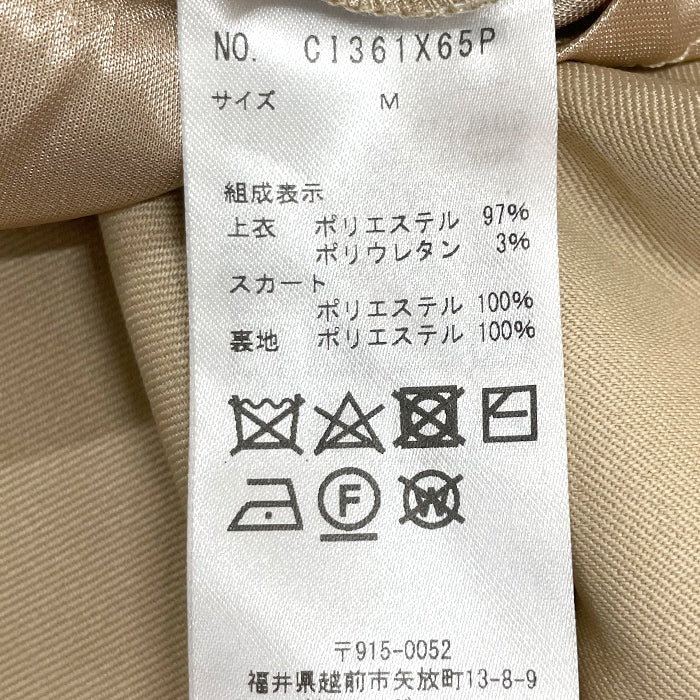 NO. CI361X65P
サイズ M
組成表示
上衣 ポリエステル 97%
ポリウレタン 3%
スカート
ポリエステル 100%
裏地 ポリエステル 100%
F W
〒915-0052
福井県越前市矢放町13-8-9